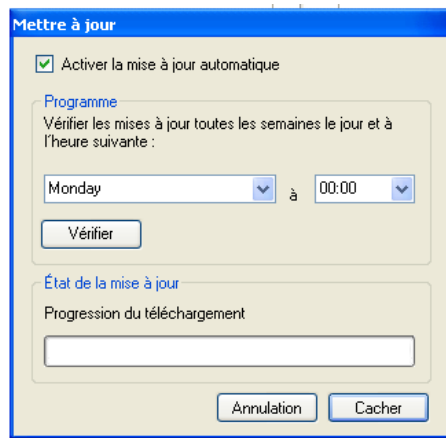 Mettre à jour
Activer la mise à jour automatique
Programme
Vérifier les mises à jour toutes les semaines le jour et à
l'heure suivante :
Monday à 00:00
Vérifier
État de la mise à jour
Progression du téléchargement
Annulation Cacher